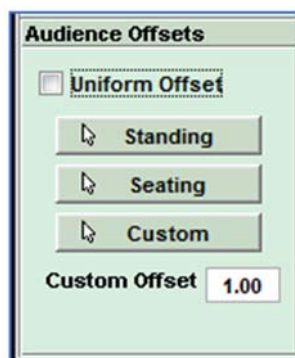 Audience Offsets
Uniform Offset
Standing
Seating
Custom
Custom Offset 1.00